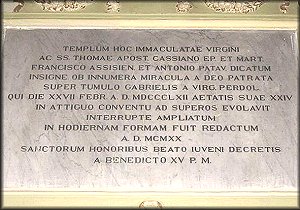 TEMPLUM HOC IMMACULATAE VIRGINI
AC SS. THOMAE APOST. CASSIANO EP. ET MART.
FRANCISCO ASSISIEN. ET ANTONIO PATAV. DICATUM
INSIGNE OB INNUMERA MIRACULA A DEO PATRATA
SUPER TUMULO GABRIELIS A VIRG. PERDOL.
QUI DIE XXVII FEBR. A. D. MDCCCLXII AETATIS SUAE XXIV
IN ATTIGUO CONVENTU AD SUPEROS EVOLAVIT
INTERRUPTE AMPLIATUM
IN HODIERNAM FORMAM FUIT REDACTUM
A. D. MCMXX
SANCTORUM HONORIBUS BEATO IUVENI DECRETIS
A BENEDICTO XV P. M.